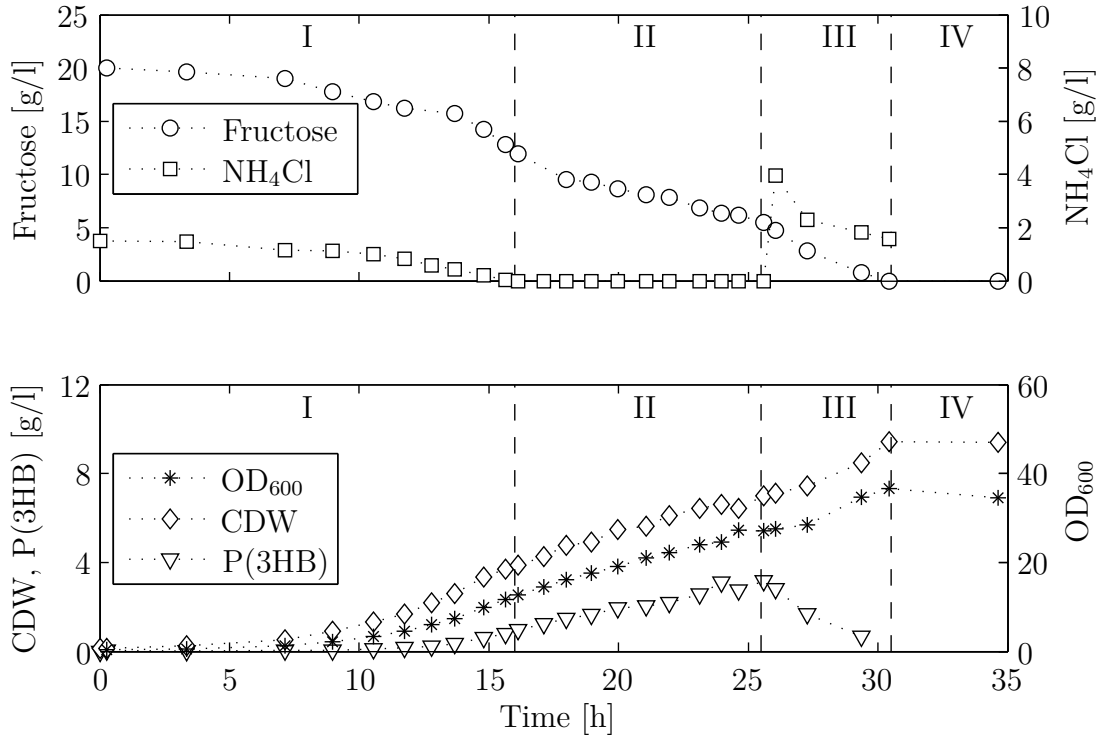 I II III IV
Fructose [g/l]
25
20
15
10
5
0
NH₄Cl [g/l]
10
8
6
4
2
0
Fructose
NH₄Cl
I II III IV
CDW, P(3HB) [g/l]
12
8
4
0
OD₆₀₀
60
40
20
0
OD₆₀₀
CDW
P(3HB)
0 5 10 15 20 25 30 35
Time [h]